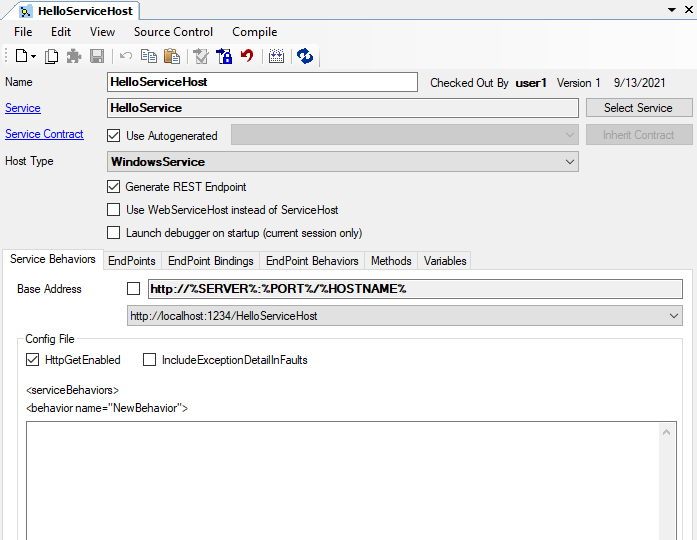 HelloServiceHost
File Edit View Source Control Compile
Name HelloServiceHost Checked Out By user1 Version 1 9/13/2021
Service HelloService Select Service
Service Contract Use Autogenerated Inherit Contract
Host Type WindowsService
Generate REST Endpoint
Use WebServiceHost instead of ServiceHost
Launch debugger on startup (current session only)
Service Behaviors EndPoints EndPoint Bindings EndPoint Behaviors Methods Variables
Base Address http://%SERVER%:%PORT%/%HOSTNAME%
http://localhost:1234/HelloServiceHost
Config File
HttpGetEnabled IncludeExceptionDetailInFaults
<serviceBehaviors>
<behavior name="NewBehavior">